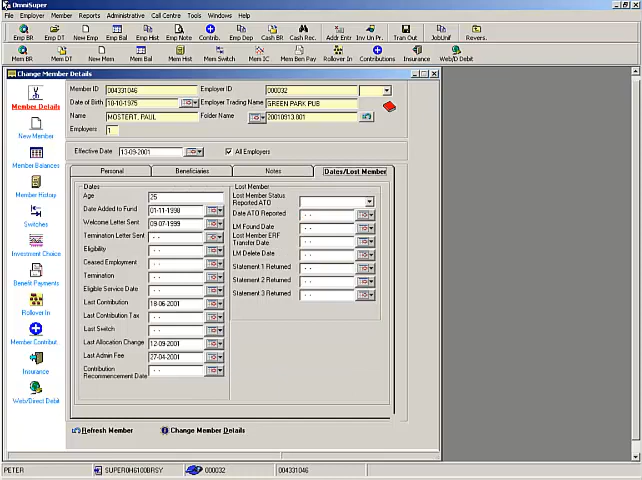 OmniSuper
Employer Member Reports Administrative Call Centre Tools Windows Help
Emp BR Emp DT New Emp Emp Bal Emp Hist Emp Note Contrib. Emp Dep Cash BR Cash Rec. Addr Entr Inv Un Pr. Tran Out JobUnif Revers.
Mem BR Mem DT New Mem Mem Bal Mem Hist Mem Switch Mem IC Mem Ben Pay Rollover In Contributions Insurance Web/D Debit
Change Member Details
Member ID 004331046 Employer ID 000032
Date of Birth 10-10-1975 Employer Trading Name GREEN PARK PUB
Name MOSTERT, PAUL Folder Name 20010913.001
Employers 1
Effective Date 13-09-2001 All Employers
Personal Beneficiaries Notes Dates/Lost Member
Member Details
New Member
Member Balances
Member History
Switches
Investment Choice
Benefit Payments
Rollover In
Member Contribut.
Insurance
Web/Direct Debit
Dates
Age 25
Date Added to Fund 01-11-1998
Welcome Letter Sent 09-07-1999
Termination Letter Sent - -
Eligibility - -
Ceased Employment - -
Termination - -
Eligible Service Date - -
Last Contribution 18-06-2001
Last Contribution Tax - -
Last Switch - -
Last Allocation Change 12-09-2001
Last Admin Fee 27-04-2001
Contribution
Recommencement Date - -
Lost Member
Lost Member Status
Reported ATO
Date ATO Reported - -
LM Found Date - -
Lost Member ERF
Transfer Date - -
LM Delete Date - -
Statement 1 Returned - -
Statement 2 Returned - -
Statement 3 Returned - -
Refresh Member Change Member Details
PETER SUPER0H6100BRSY 000032 004331046